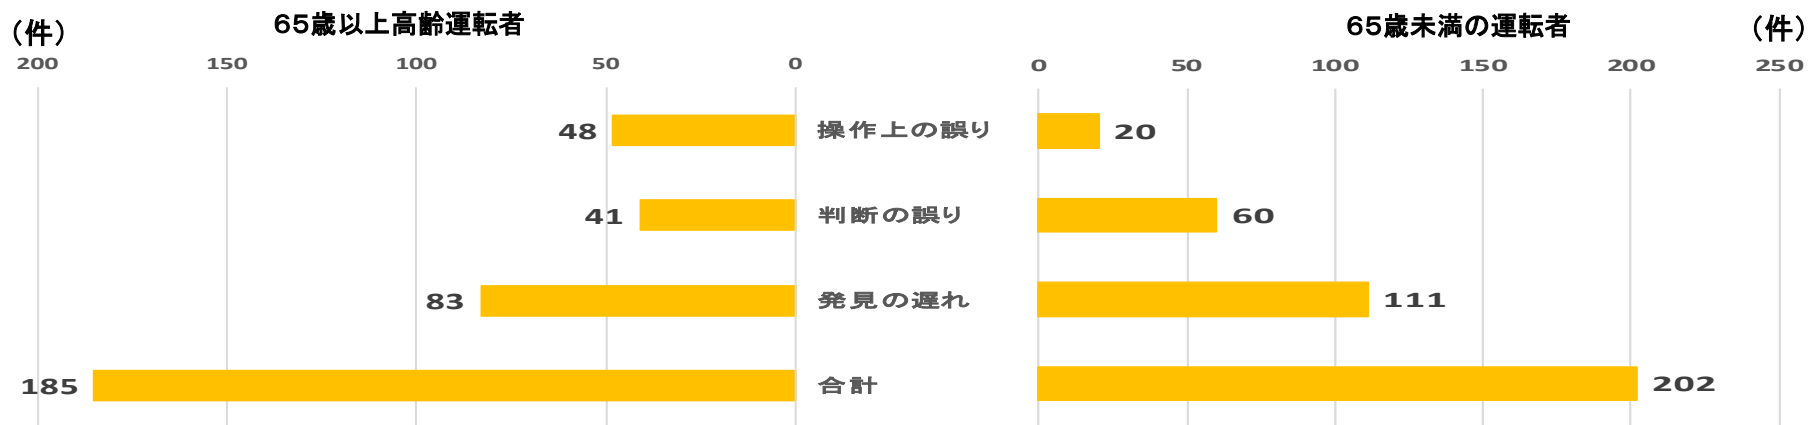 65歳以上高齢運転者
（件）
200 150 100 50 0
48 操作上の誤り
41 判断の誤り
83 発見の遅れ
185 合計
65歳未満の運転者
（件）
0 50 100 150 200 250
20
60
111
202